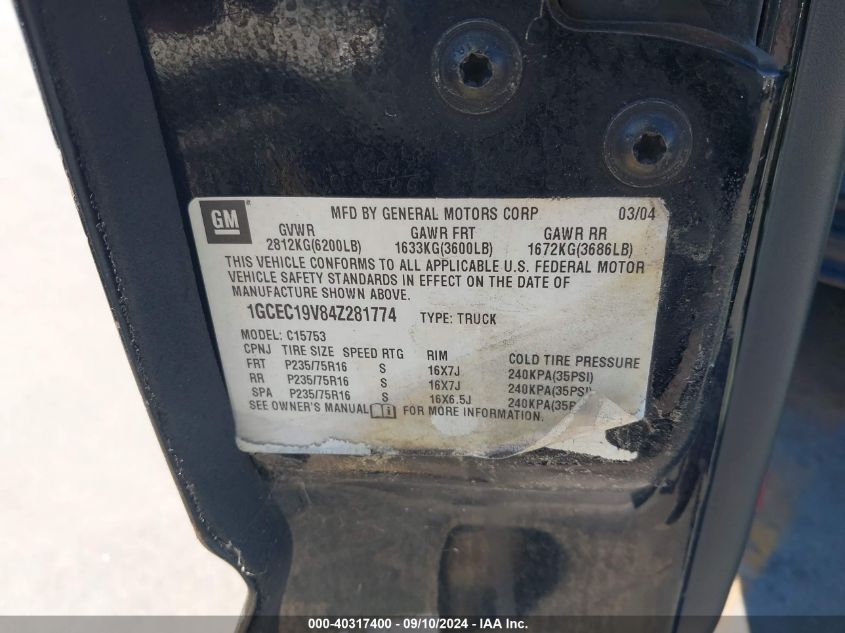 GM
MFD BY GENERAL MOTORS CORP 03/04
GVWR GAWR FRT GAWR RR
2812KG(6200LB) 1633KG(3600LB) 1672KG(3686LB)
THIS VEHICLE CONFORMS TO ALL APPLICABLE U.S. FEDERAL MOTOR
VEHICLE SAFETY STANDARDS IN EFFECT ON THE DATE OF
MANUFACTURE SHOWN ABOVE.
1GCEC19V84Z281774 TYPE: TRUCK
MODEL: C15753
CPNJ TIRE SIZE SPEED RTG RIM COLD TIRE PRESSURE
FRT P235/75R16 S 16X7J 240KPA(35PSI)
RR P235/75R16 S 16X7J 240KPA(35PSI)
SPA P235/75R16 S 16X6.5J 240KPA(35P
SEE OWNER'S MANUAL FOR MORE INFORMATION.
000-40317400 - 09/10/2024 - IAA Inc.